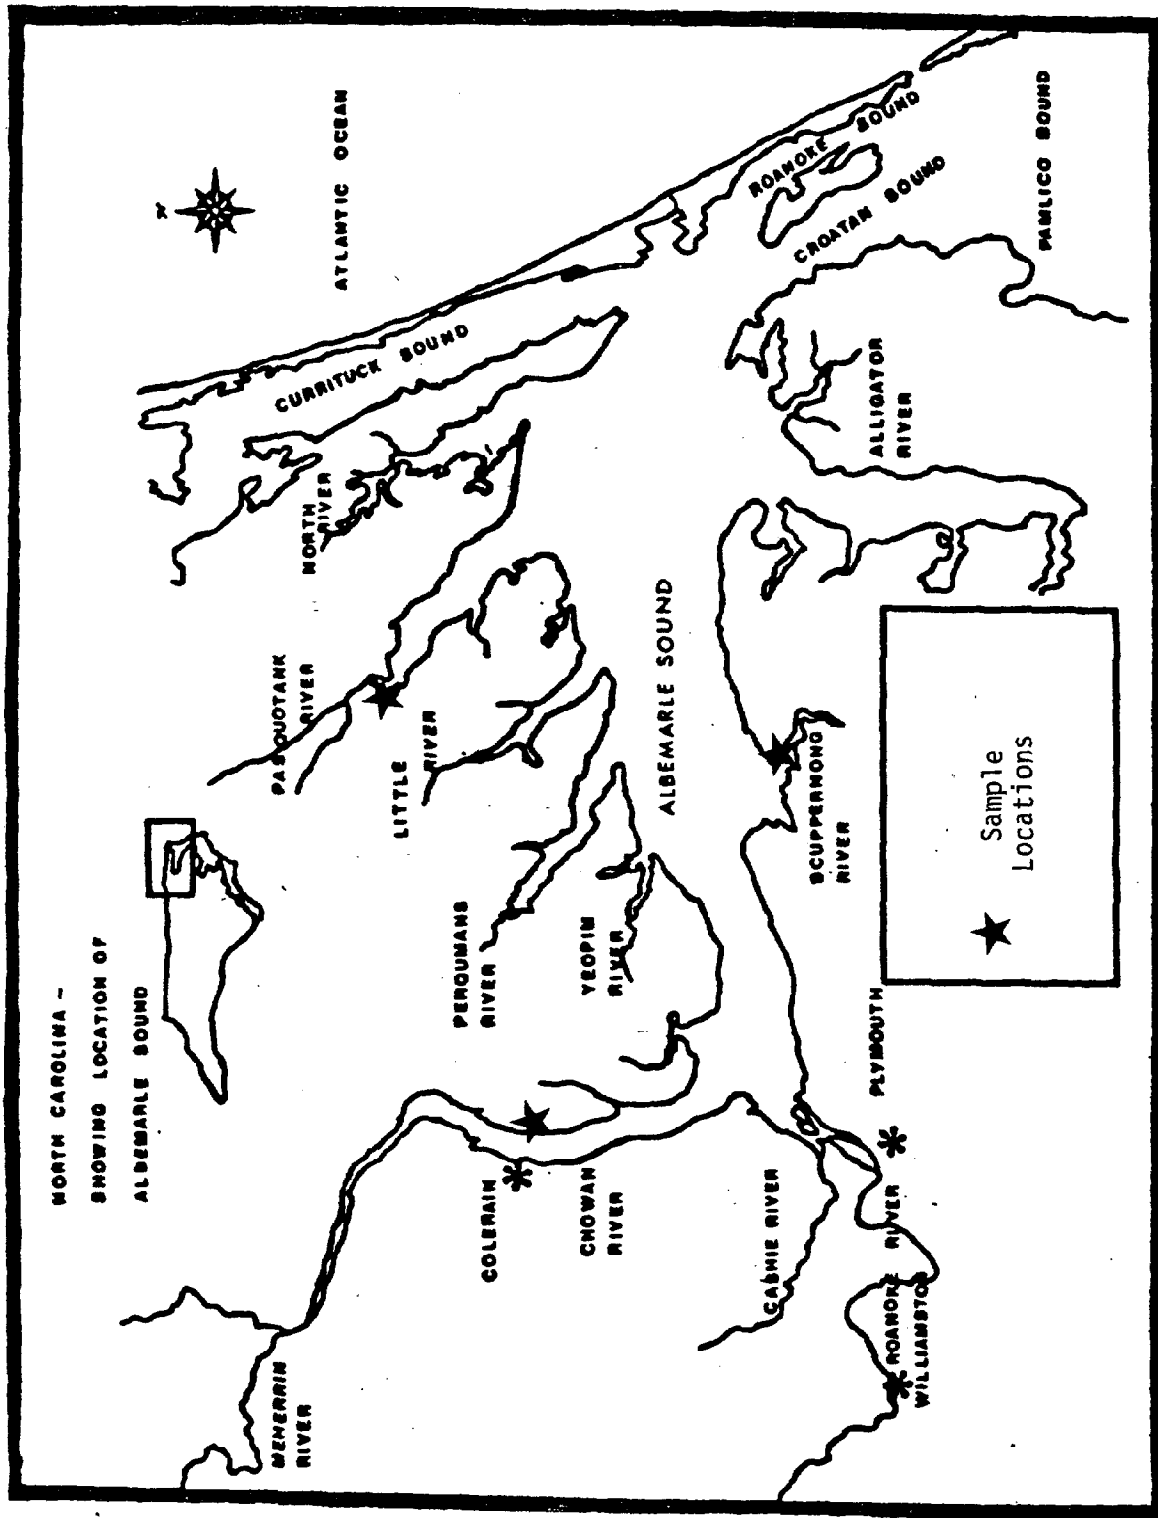 NORTH CAROLINA –
SHOWING LOCATION OF
ALBEMARLE SOUND
N
ATLANTIC OCEAN
MEHERRIN
RIVER
PASQUOTANK
RIVER
NORTH
RIVER
CURRITUCK SOUND
LITTLE
RIVER
PERQUMANS
RIVER
COLERAIN
CHOWAN
RIVER
YEOPIM
RIVER
ALBEMARLE SOUND
CASHIE RIVER
SCUPPERNONG
RIVER
ROANOKE SOUND
CROATAN SOUND
ALLIGATOR
RIVER
PLYMOUTH
ROANOKE RIVER
WILLIAMSTON
PAMLICO SOUND
Sample
Locations